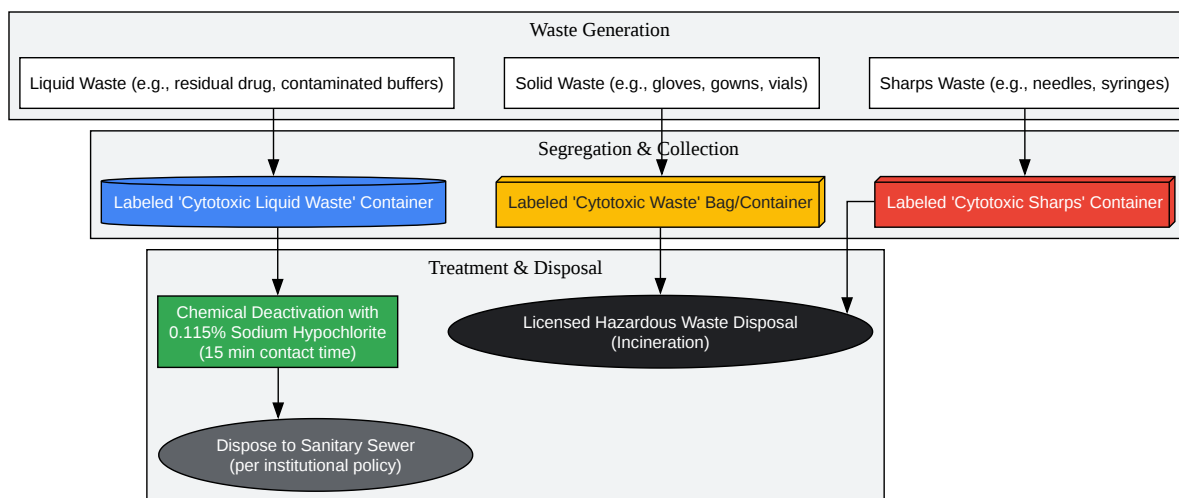 Waste Generation
Liquid Waste (e.g., residual drug, contaminated buffers)
Solid Waste (e.g., gloves, gowns, vials)
Sharps Waste (e.g., needles, syringes)
Segregation & Collection
Labeled 'Cytotoxic Liquid Waste' Container
Labeled 'Cytotoxic Waste' Bag/Container
Labeled 'Cytotoxic Sharps' Container
Treatment & Disposal
Chemical Deactivation with
0.115% Sodium Hypochlorite
(15 min contact time)
Licensed Hazardous Waste Disposal
(Incineration)
Dispose to Sanitary Sewer
(per institutional policy)